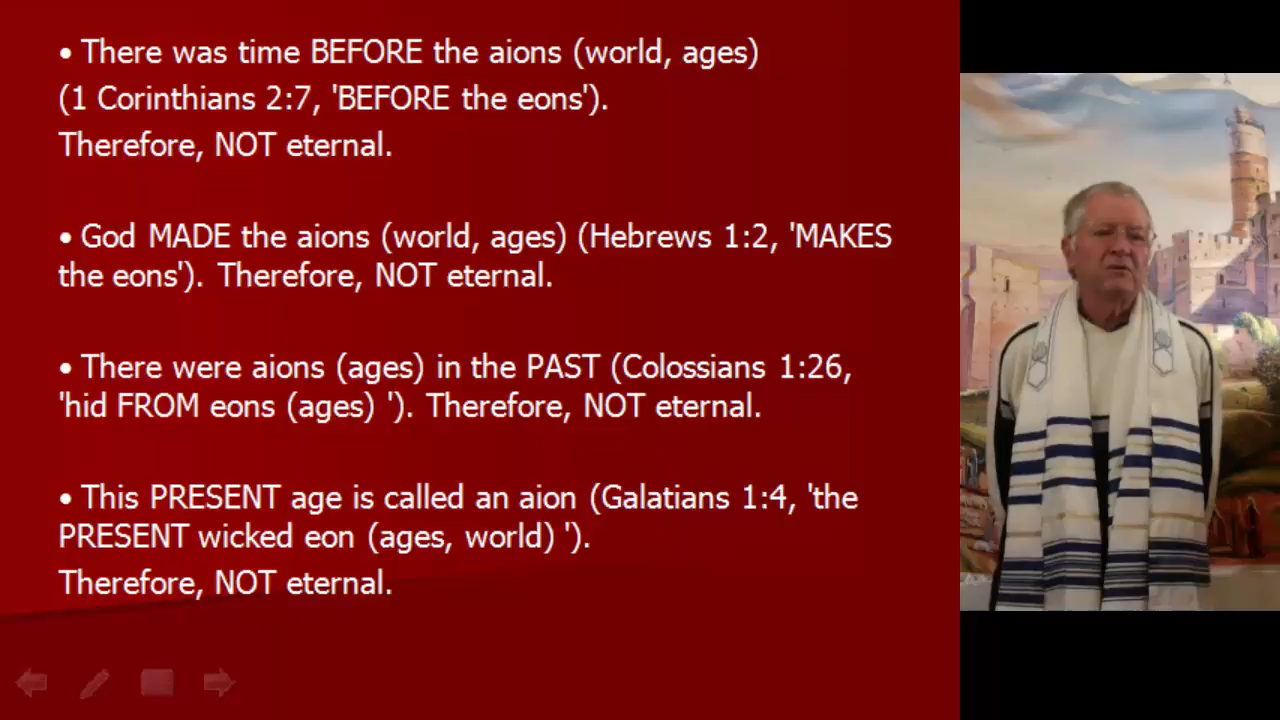 • There was time BEFORE the aions (world, ages)
(1 Corinthians 2:7, 'BEFORE the eons').
Therefore, NOT eternal.
• God MADE the aions (world, ages) (Hebrews 1:2, 'MAKES
the eons'). Therefore, NOT eternal.
• There were aions (ages) in the PAST (Colossians 1:26,
'hid FROM eons (ages) '). Therefore, NOT eternal.
• This PRESENT age is called an aion (Galatians 1:4, 'the
PRESENT wicked eon (ages, world) ').
Therefore, NOT eternal.